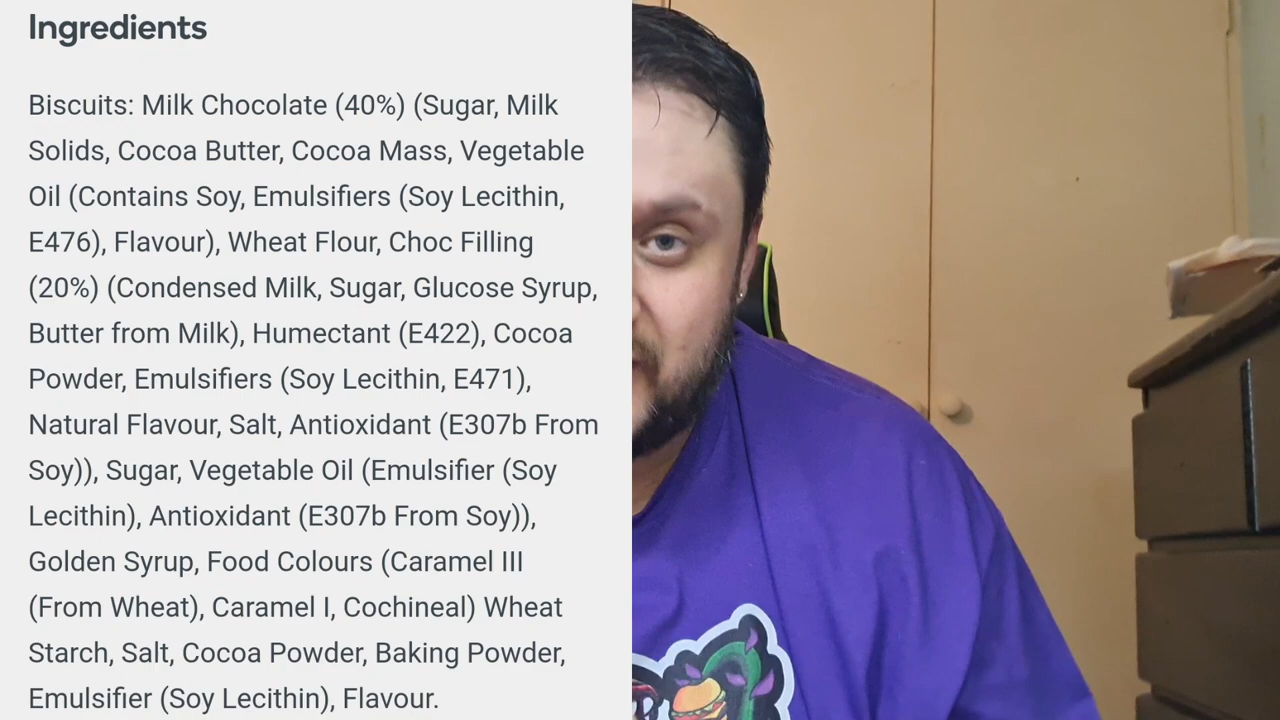 Ingredients
Biscuits: Milk Chocolate (40%) (Sugar, Milk
Solids, Cocoa Butter, Cocoa Mass, Vegetable
Oil (Contains Soy, Emulsifiers (Soy Lecithin,
E476), Flavour), Wheat Flour, Choc Filling
(20%) (Condensed Milk, Sugar, Glucose Syrup,
Butter from Milk), Humectant (E422), Cocoa
Powder, Emulsifiers (Soy Lecithin, E471),
Natural Flavour, Salt, Antioxidant (E307b From
Soy)), Sugar, Vegetable Oil (Emulsifier (Soy
Lecithin), Antioxidant (E307b From Soy)),
Golden Syrup, Food Colours (Caramel III
(From Wheat), Caramel I, Cochineal) Wheat
Starch, Salt, Cocoa Powder, Baking Powder,
Emulsifier (Soy Lecithin), Flavour.